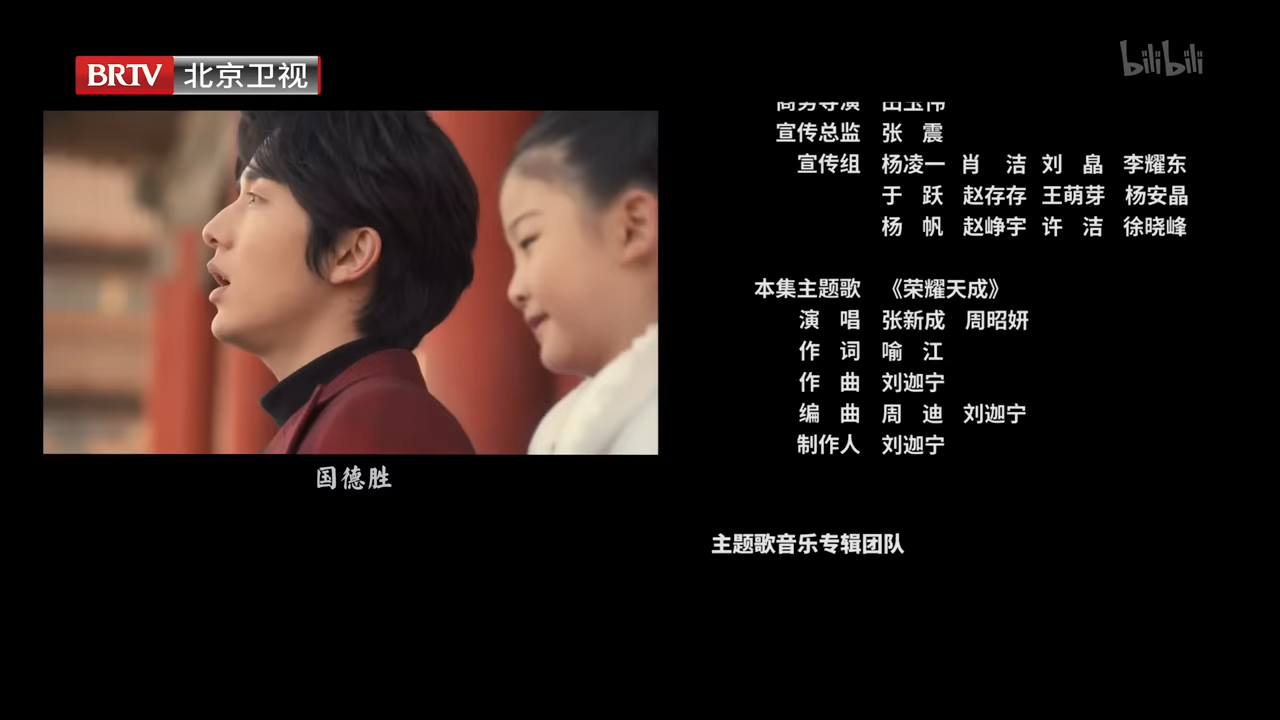 BRTV 北京卫视
bilibili
宣传总监 张 震
宣传组 杨凌一 肖 洁 刘 晶 李耀东
于 跃 赵存存 王萌芽 杨安晶
杨 帆 赵峥宇 许 洁 徐晓峰
本集主题歌 《荣耀天成》
演 唱 张新成 周昭妍
作 词 喻 江
作 曲 刘迦宁
编 曲 周 迪 刘迦宁
制作人 刘迦宁
国德胜
主题歌音乐专辑团队